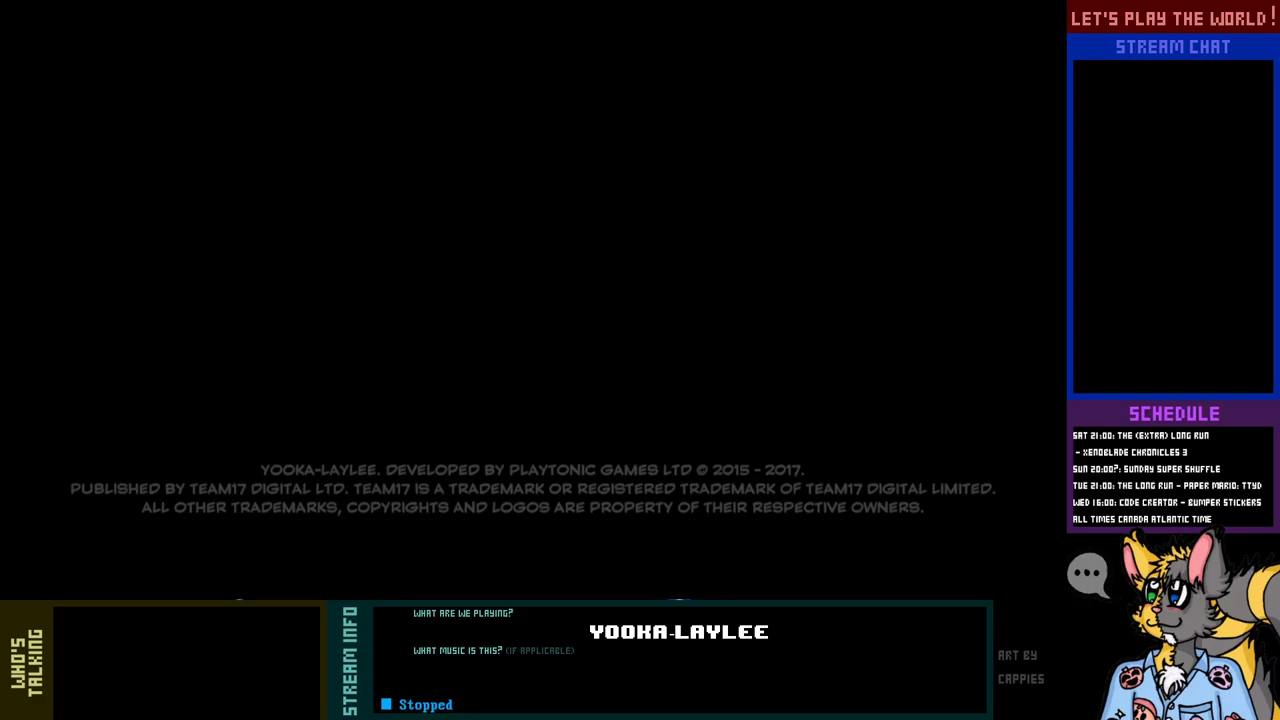 LET'S PLAY THE WORLD!
STREAM CHAT
YOOKA-LAYLEE. DEVELOPED BY PLAYTONIC GAMES LTD © 2015 - 2017.
PUBLISHED BY TEAM17 DIGITAL LTD. TEAM17 IS A TRADEMARK OR REGISTERED TRADEMARK OF TEAM17 DIGITAL LIMITED.
ALL OTHER TRADEMARKS, COPYRIGHTS AND LOGOS ARE PROPERTY OF THEIR RESPECTIVE OWNERS.
SCHEDULE
SAT 21:00: THE (EXTRA) LONG RUN
- XENOBLADE CHRONICLES 3
SUN 20:00?: SUNDAY SUPER SHUFFLE
TUE 21:00: THE LONG RUN - PAPER MARIO: TTYD
WED 16:00: CODE CREATOR - BUMPER STICKERS
ALL TIMES CANADA ATLANTIC TIME
WHO'S
TALKING
STREAM INFO
WHAT ARE WE PLAYING?
YOOKA-LAYLEE
WHAT MUSIC IS THIS? (IF APPLICABLE)
Stopped
ART BY
CAPPIES